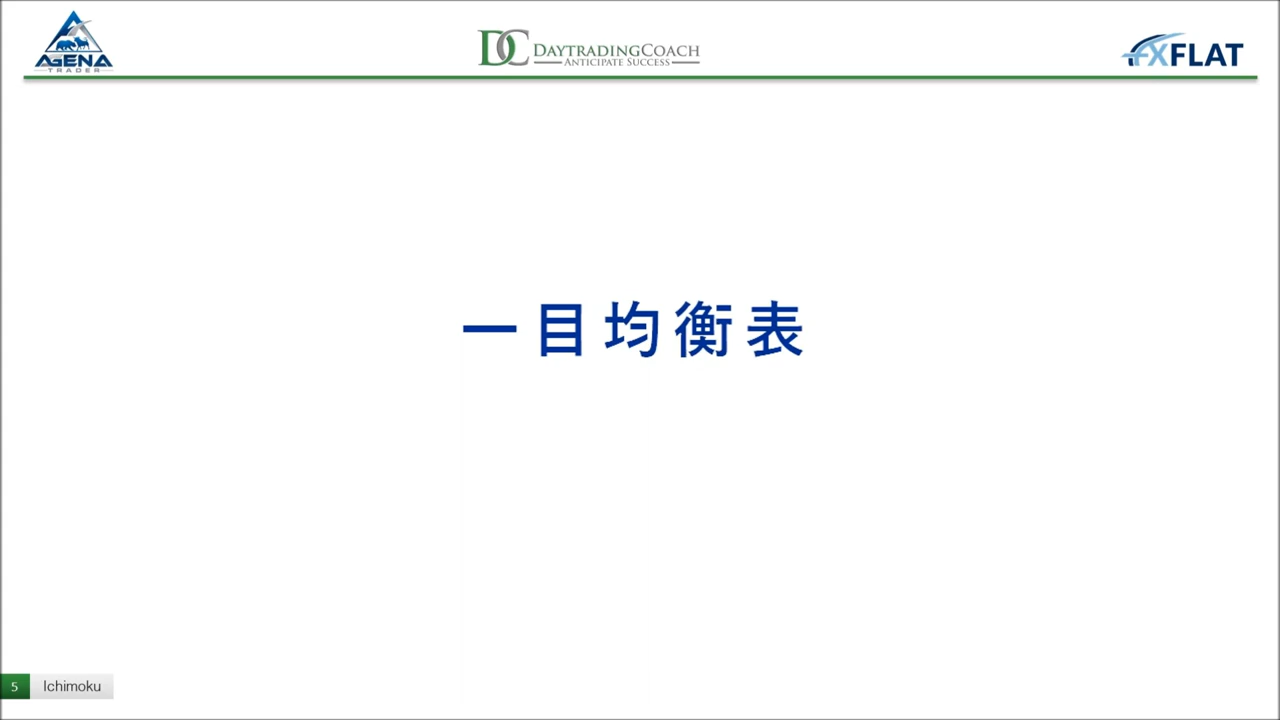 AGENA
TRADER
DC DAYTRADINGCOACH
ANTICIPATE SUCCESS
FXFLAT
一目均衡表
5 Ichimoku